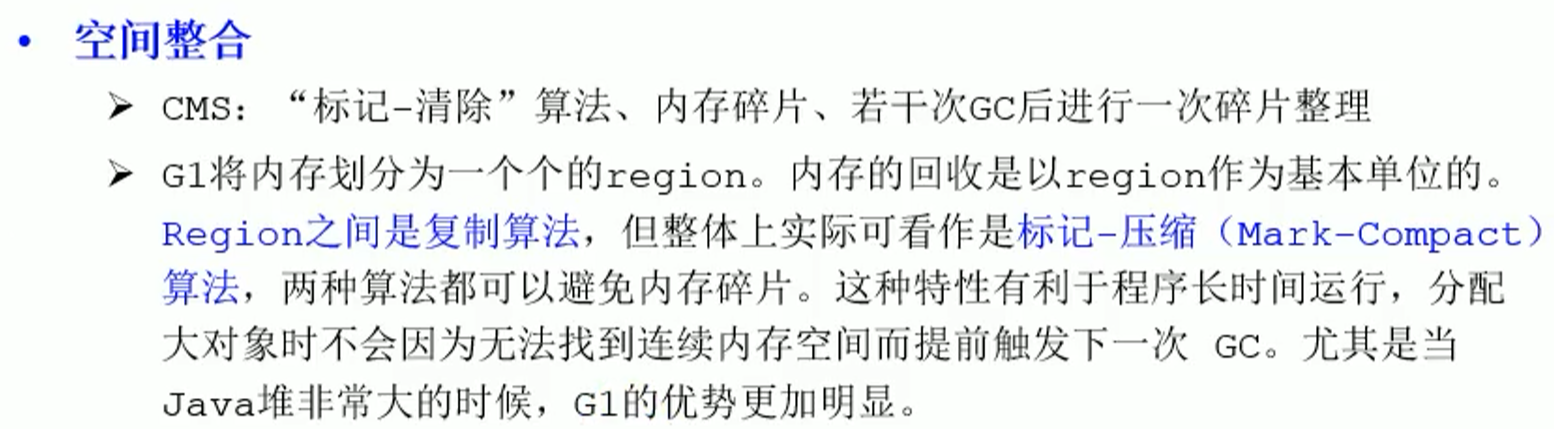 • 空间整合
➢ CMS：“标记-清除”算法、内存碎片、若干次GC后进行一次碎片整理
➢ G1将内存划分为一个个的region。内存的回收是以region作为基本单位的。
Region之间是复制算法，但整体上实际可看作是标记-压缩（Mark-Compact）
算法，两种算法都可以避免内存碎片。这种特性有利于程序长时间运行，分配
大对象时不会因为无法找到连续内存空间而提前触发下一次 GC。尤其是当
Java堆非常大的时候，G1的优势更加明显。